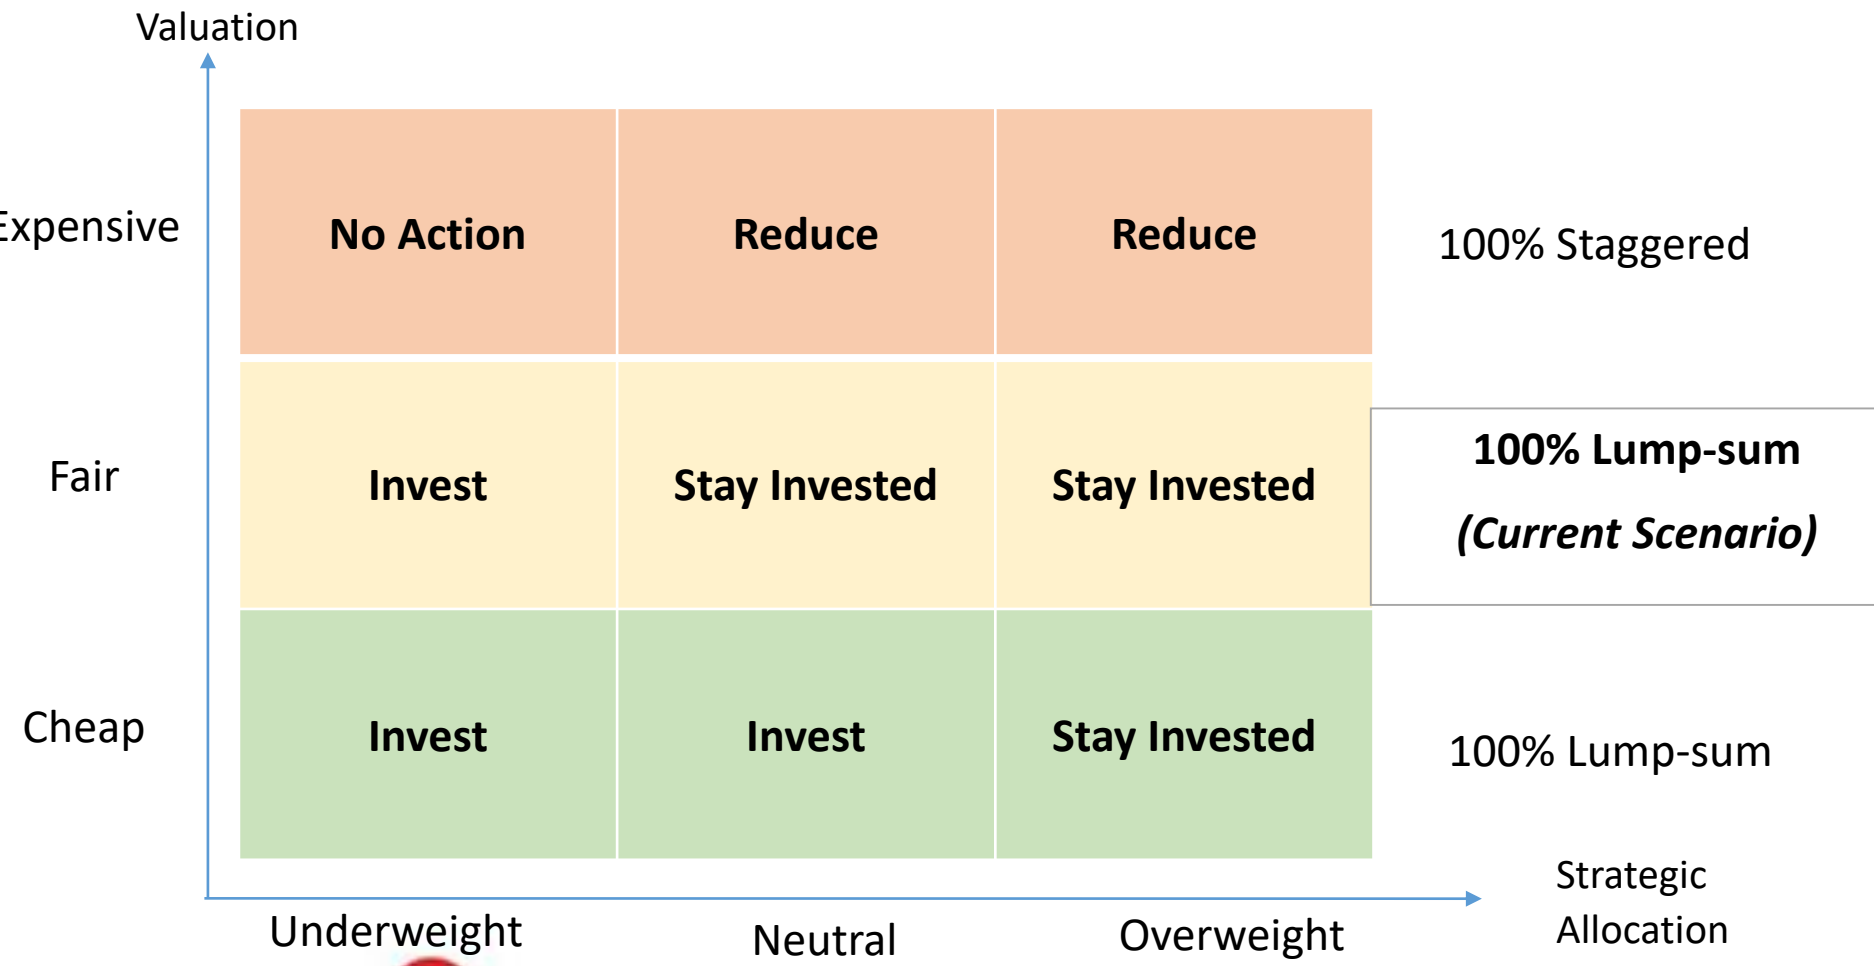 Valuation
Expensive
No Action
Reduce
Reduce
100% Staggered
Fair
Invest
Stay Invested
Stay Invested
100% Lump-sum
(Current Scenario)
Cheap
Invest
Invest
Stay Invested
100% Lump-sum
Underweight
Neutral
Overweight
Strategic
Allocation